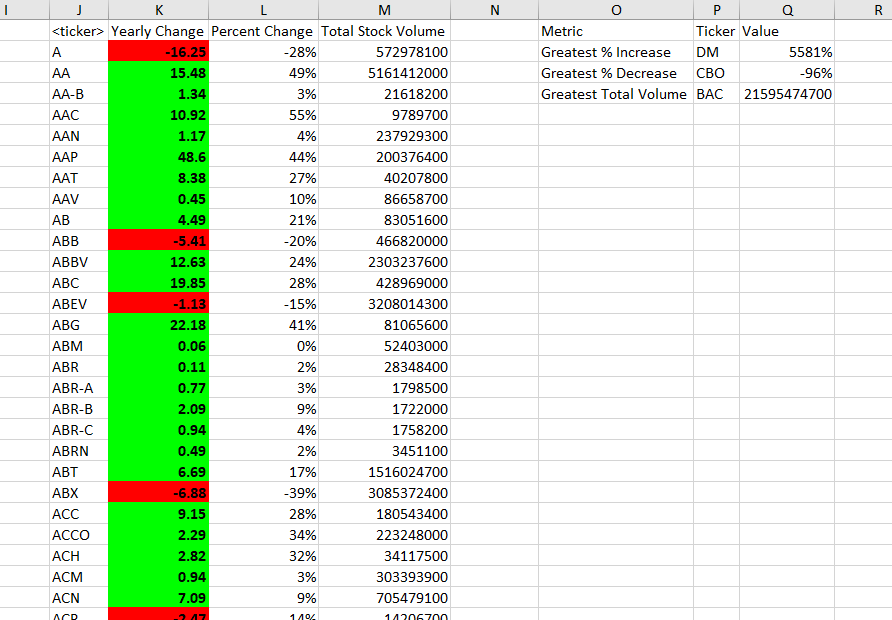 I J K L M N O P Q R
<ticker> Yearly Change Percent Change Total Stock Volume Metric Ticker Value
A -16.25 -28% 572978100 Greatest % Increase DM 5581%
AA 15.48 49% 5161412000 Greatest % Decrease CBO -96%
AA-B 1.34 3% 21618200 Greatest Total Volume BAC 21595474700
AAC 10.92 55% 9789700
AAN 1.17 4% 237929300
AAP 48.6 44% 200376400
AAT 8.38 27% 40207800
AAV 0.45 10% 86658700
AB 4.49 21% 83051600
ABB -5.41 -20% 466820000
ABBV 12.63 24% 2303237600
ABC 19.85 28% 428969000
ABEV -1.13 -15% 3208014300
ABG 22.18 41% 81065600
ABM 0.06 0% 52403000
ABR 0.11 2% 28348400
ABR-A 0.77 3% 1798500
ABR-B 2.09 9% 1722000
ABR-C 0.94 4% 1758200
ABRN 0.49 2% 3451100
ABT 6.69 17% 1516024700
ABX -6.88 -39% 3085372400
ACC 9.15 28% 180543400
ACCO 2.29 34% 223248000
ACH 2.82 32% 34117500
ACM 0.94 3% 303393900
ACN 7.09 9% 705479100
-2.47 14% 14206700